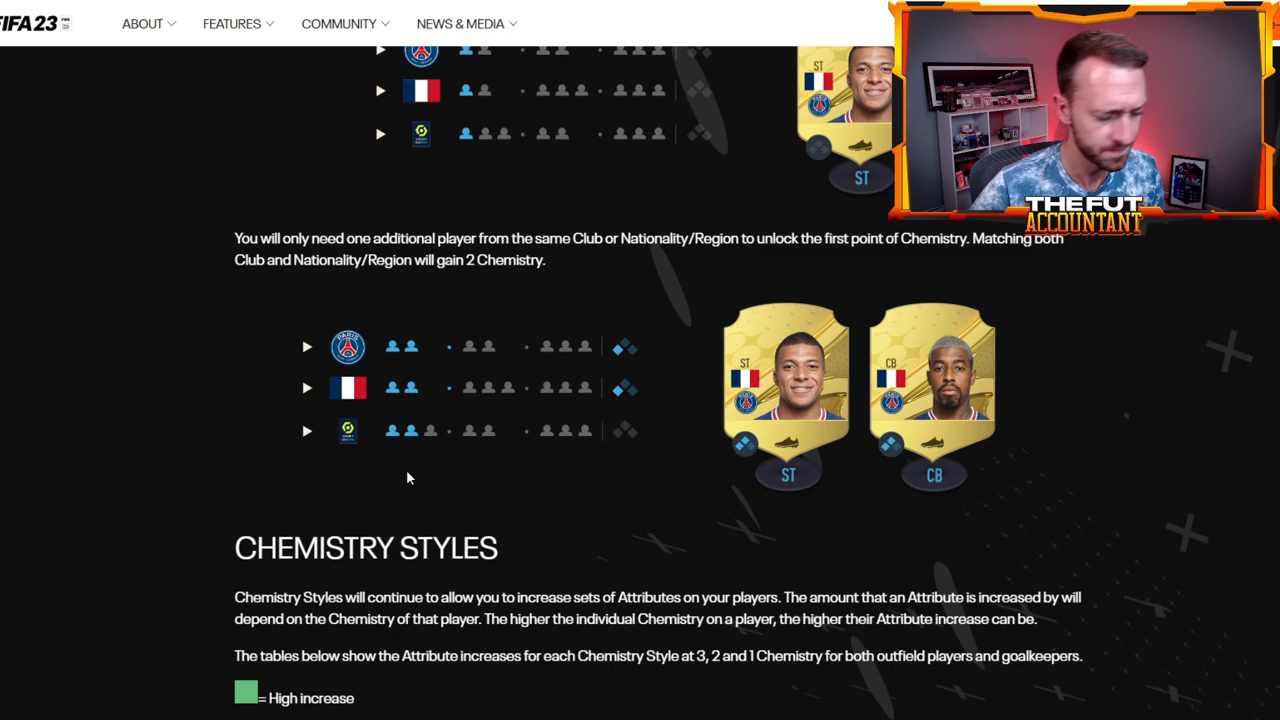 FIFA23
ABOUT
FEATURES
COMMUNITY
NEWS & MEDIA
ST
ST
THE FUT
ACCOUNTANT
You will only need one additional player from the same Club or Nationality/Region to unlock the first point of Chemistry. Matching both
Club and Nationality/Region will gain 2 Chemistry.
PARIS
ST
CB
ST
CB
CHEMISTRY STYLES
Chemistry Styles will continue to allow you to increase sets of Attributes on your players. The amount that an Attribute is increased by will
depend on the Chemistry of that player. The higher the individual Chemistry on a player, the higher their Attribute increase can be.
The tables below show the Attribute increases for each Chemistry Style at 3, 2 and 1 Chemistry for both outfield players and goalkeepers.
= High increase